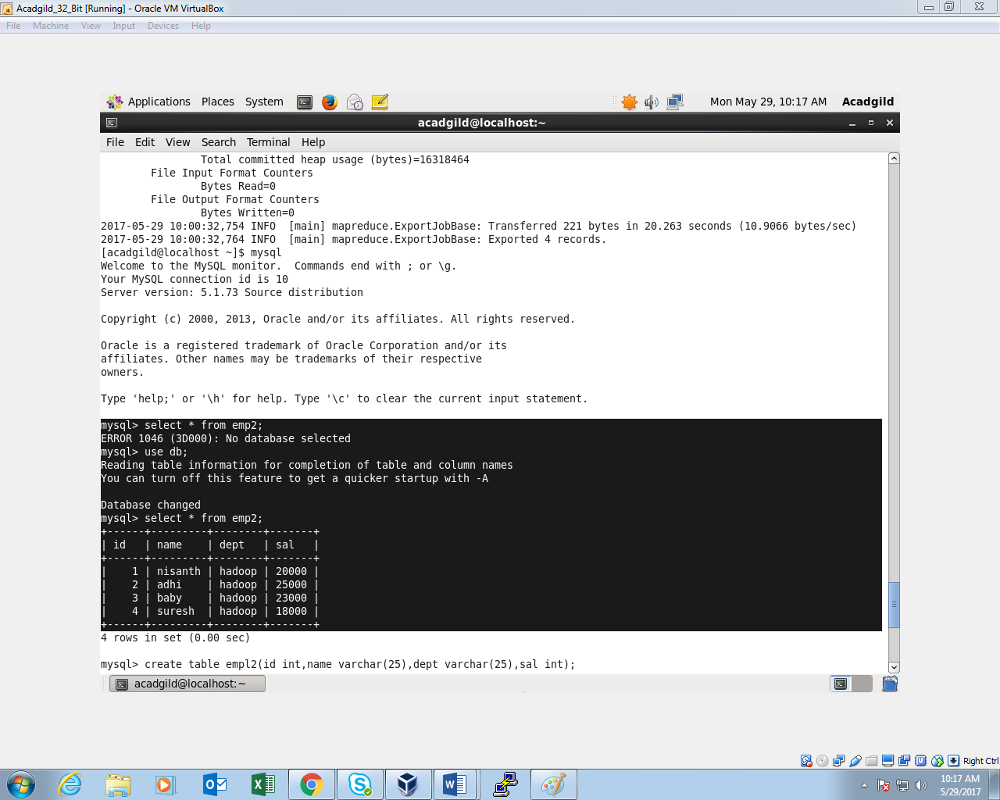 Acadgild_32_Bit [Running] - Oracle VM VirtualBox
File Machine View Input Devices Help
Applications Places System Mon May 29, 10:17 AM Acadgild
acadgild@localhost:~
File Edit View Search Terminal Help
Total committed heap usage (bytes)=16318464
File Input Format Counters
Bytes Read=0
File Output Format Counters
Bytes Written=0
2017-05-29 10:00:32,754 INFO  [main] mapreduce.ExportJobBase: Transferred 221 bytes in 20.263 seconds (10.9066 bytes/sec)
2017-05-29 10:00:32,764 INFO  [main] mapreduce.ExportJobBase: Exported 4 records.
[acadgild@localhost ~]$ mysql
Welcome to the MySQL monitor.  Commands end with ; or \g.
Your MySQL connection id is 10
Server version: 5.1.73 Source distribution
Copyright (c) 2000, 2013, Oracle and/or its affiliates. All rights reserved.
Oracle is a registered trademark of Oracle Corporation and/or its
affiliates. Other names may be trademarks of their respective
owners.
Type 'help;' or '\h' for help. Type '\c' to clear the current input statement.
mysql> select * from emp2;
ERROR 1046 (3D000): No database selected
mysql> use db;
Reading table information for completion of table and column names
You can turn off this feature to get a quicker startup with -A
Database changed
mysql> select * from emp2;
+------+---------+--------+-------+
| id   | name    | dept   | sal   |
+------+---------+--------+-------+
|    1 | nisanth | hadoop | 20000 |
|    2 | adhi    | hadoop | 25000 |
|    3 | baby    | hadoop | 23000 |
|    4 | suresh  | hadoop | 18000 |
+------+---------+--------+-------+
4 rows in set (0.00 sec)
mysql> create table empl2(id int,name varchar(25),dept varchar(25),sal int);
acadgild@localhost:~
Right Ctrl
10:17 AM
5/29/2017